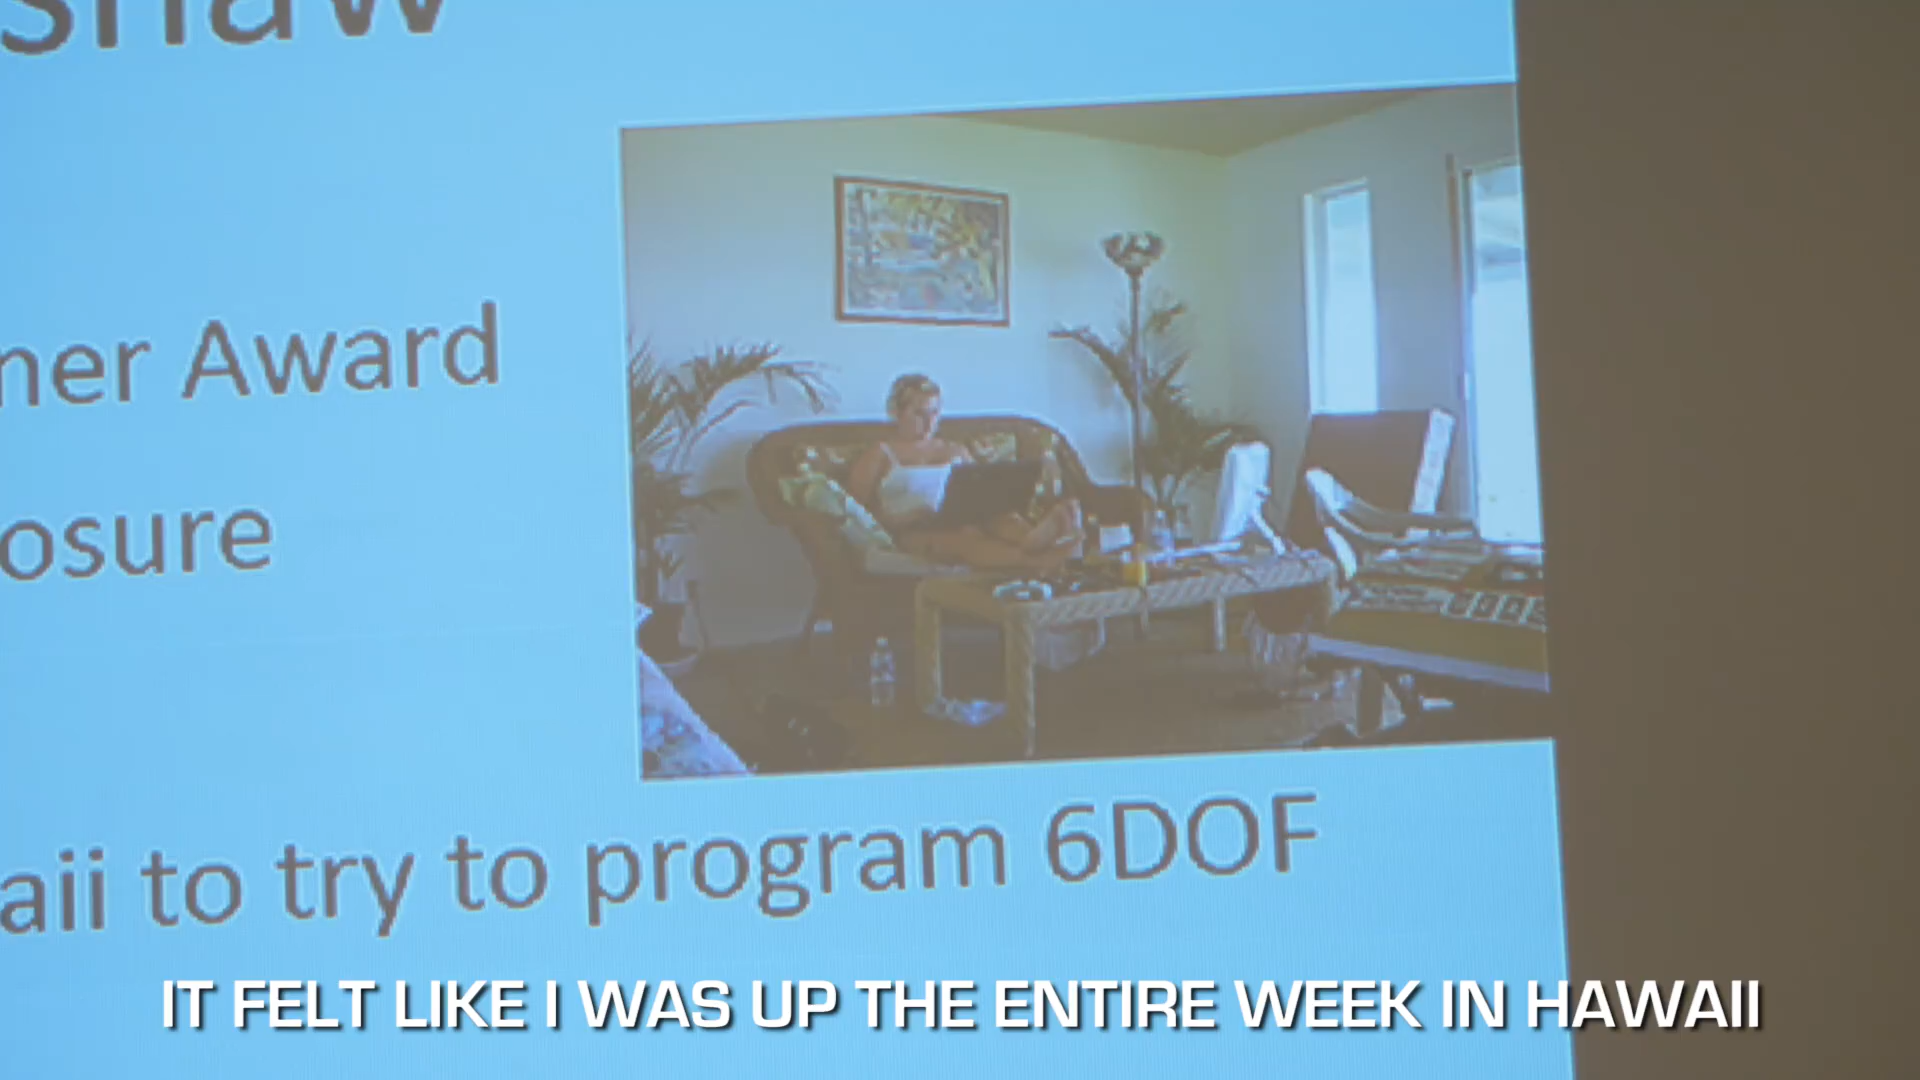 shaw
ner Award
osure
aii to try to program 6DOF
IT FELT LIKE I WAS UP THE ENTIRE WEEK IN HAWAII